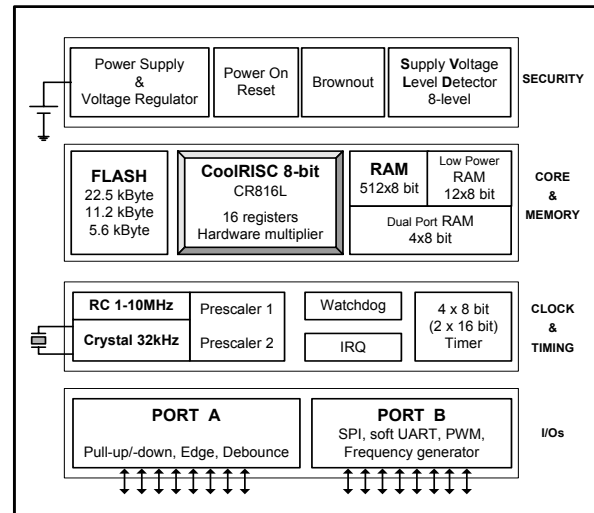 Power Supply
&
Voltage Regulator
Power On
Reset
Brownout
Supply Voltage
Level Detector
8-level
SECURITY
FLASH
22.5 kByte
11.2 kByte
5.6 kByte
CoolRISC 8-bit
CR816L
16 registers
Hardware multiplier
RAM
512x8 bit
Low Power
RAM
12x8 bit
Dual Port RAM
4x8 bit
CORE
&
MEMORY
RC 1-10MHz
Crystal 32kHz
Prescaler 1
Prescaler 2
Watchdog
IRQ
4 x 8 bit
(2 x 16 bit)
Timer
CLOCK
&
TIMING
PORT A
Pull-up/-down, Edge, Debounce
PORT B
SPI, soft UART, PWM,
Frequency generator
I/Os